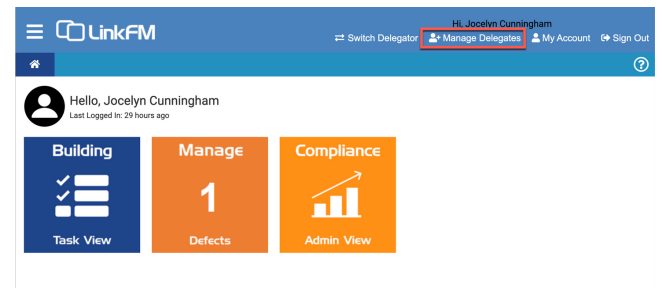 LinkFM
Hi, Jocelyn Cunningham
Switch Delegator Manage Delegates My Account Sign Out
?
Hello, Jocelyn Cunningham
Last Logged In: 29 hours ago
Building Manage Compliance
1
Task View Defects Admin View